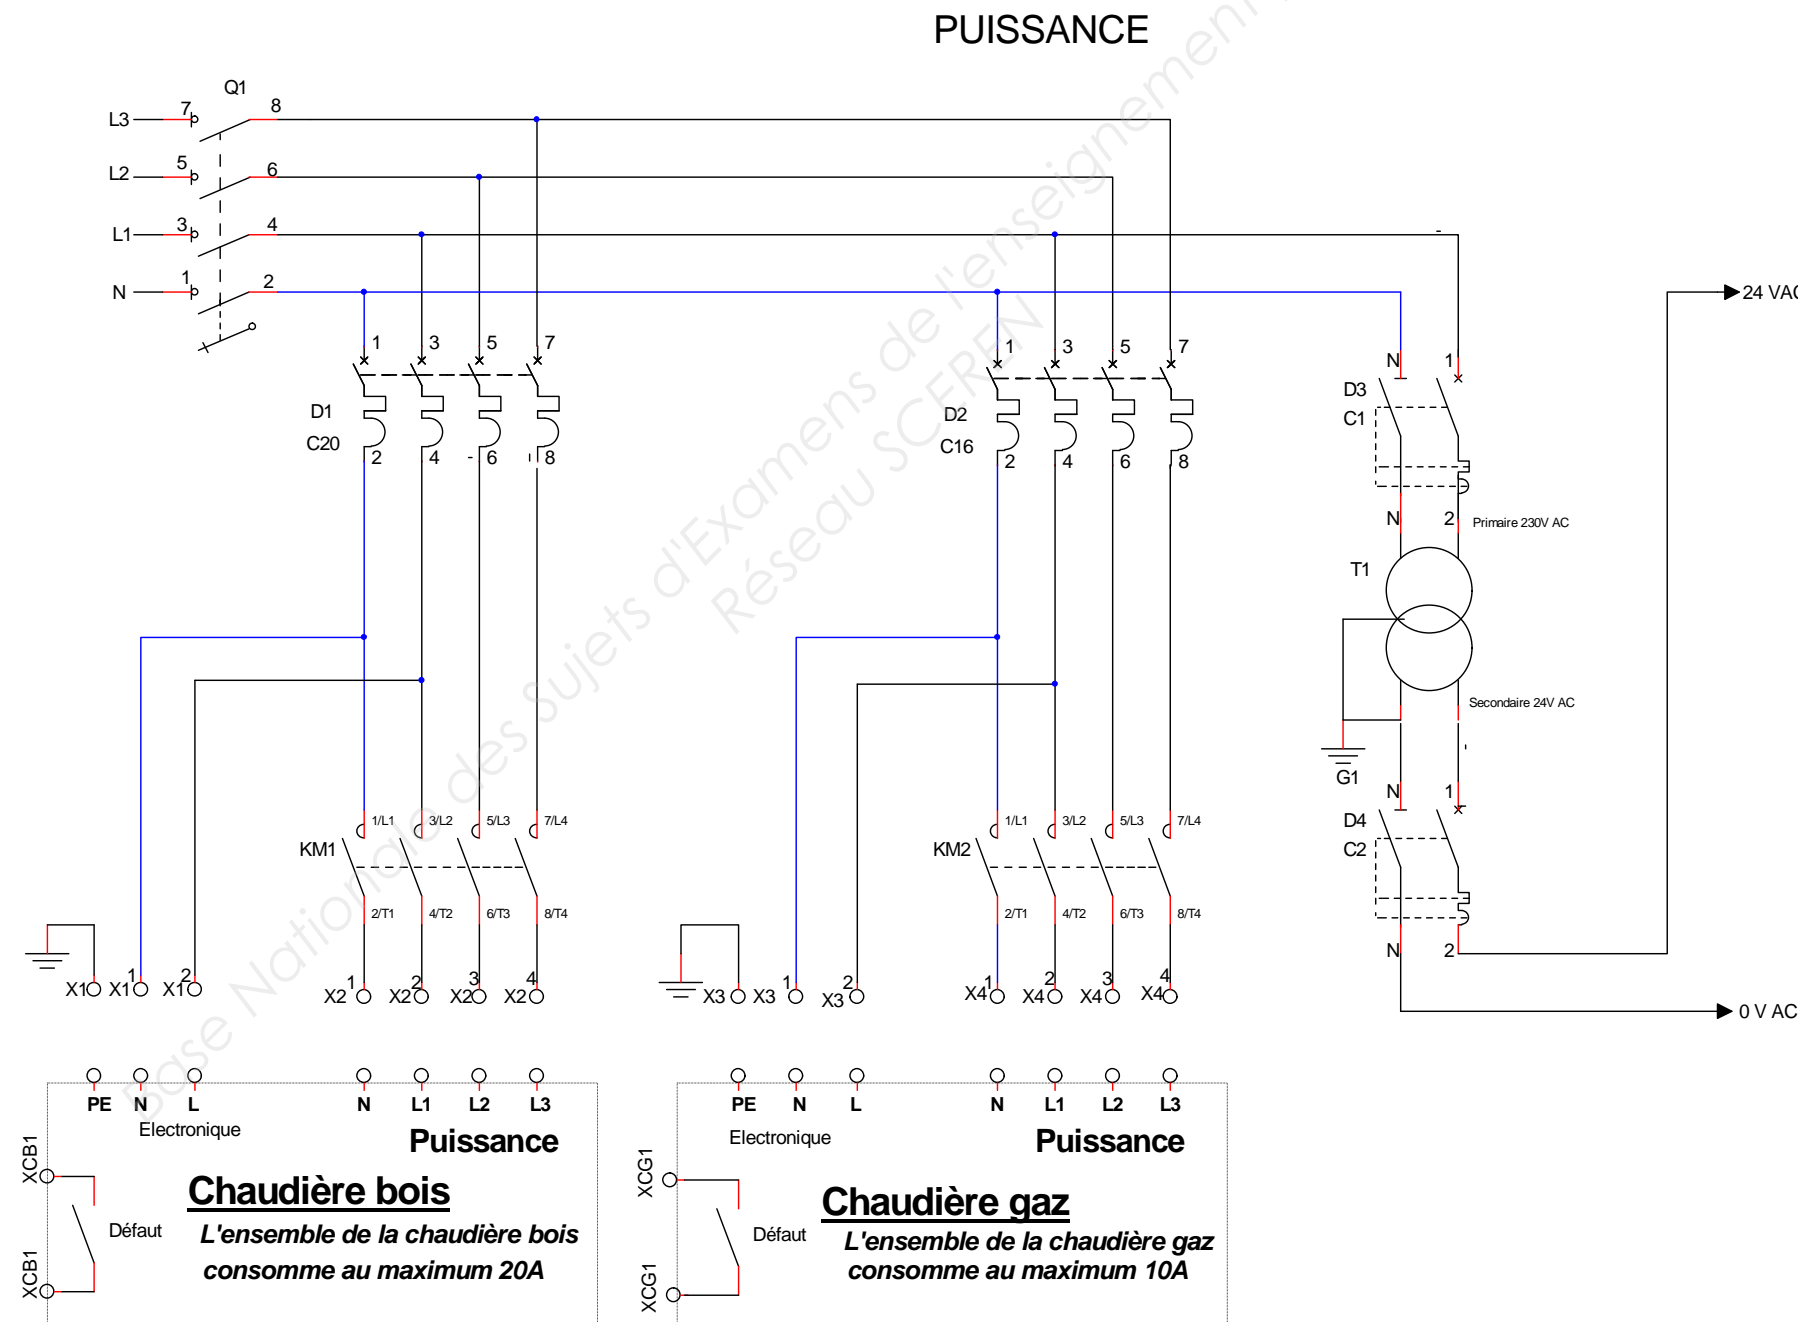 PUISSANCE
Q1
L3 7 8
L2 5 6
L1 3 4
N 1 2
24 VAC
1 3 5 7
1 3 5 7
N 1
D1
C20
D2
C16
D3
C1
2 4 6 8
2 4 6 8
N 2
Primaire 230V AC
T1
Secondaire 24V AC
G1
N 1
KM1
1/L1 3/L2 5/L3 7/L4
KM2
1/L1 3/L2 5/L3 7/L4
D4
C2
2/T1 4/T2 6/T3 8/T4
2/T1 4/T2 6/T3 8/T4
N 2
1 2 1 2 3 4
X1 X1 X1 X2 X2 X2 X2
1 2 1 2 3 4
X3 X3 X3 X4 X4 X4 X4
0 V AC
PE N L N L1 L2 L3
Electronique
Puissance
PE N L N L1 L2 L3
Electronique
Puissance
XCB1
Chaudière bois
Défaut
L'ensemble de la chaudière bois
consomme au maximum 20A
XCB1
XCG1
Chaudière gaz
Défaut
L'ensemble de la chaudière gaz
consomme au maximum 10A
XCG1
Base Nationale des Sujets d'Examens de l'enseignement
Réseau SCEREN